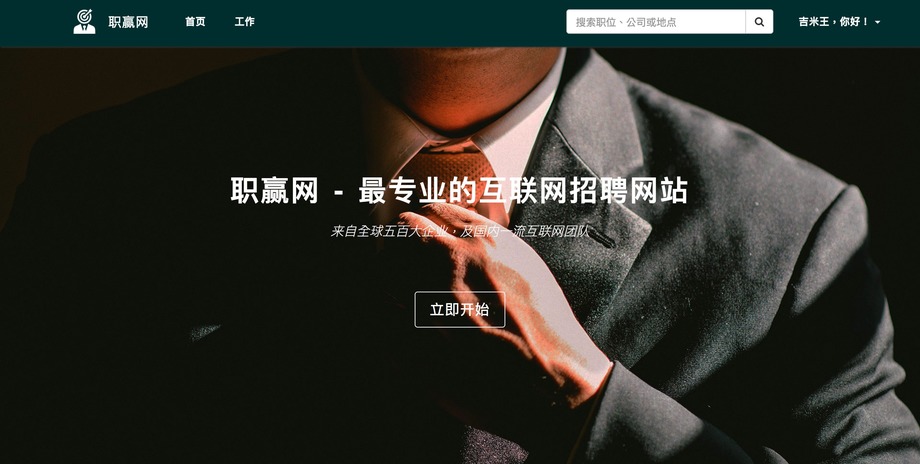 职赢网
首页
工作
搜索职位、公司或地点
吉米王，你好！
职赢网 - 最专业的互联网招聘网站
来自全球五百大企业，及国内一流互联网团队
立即开始